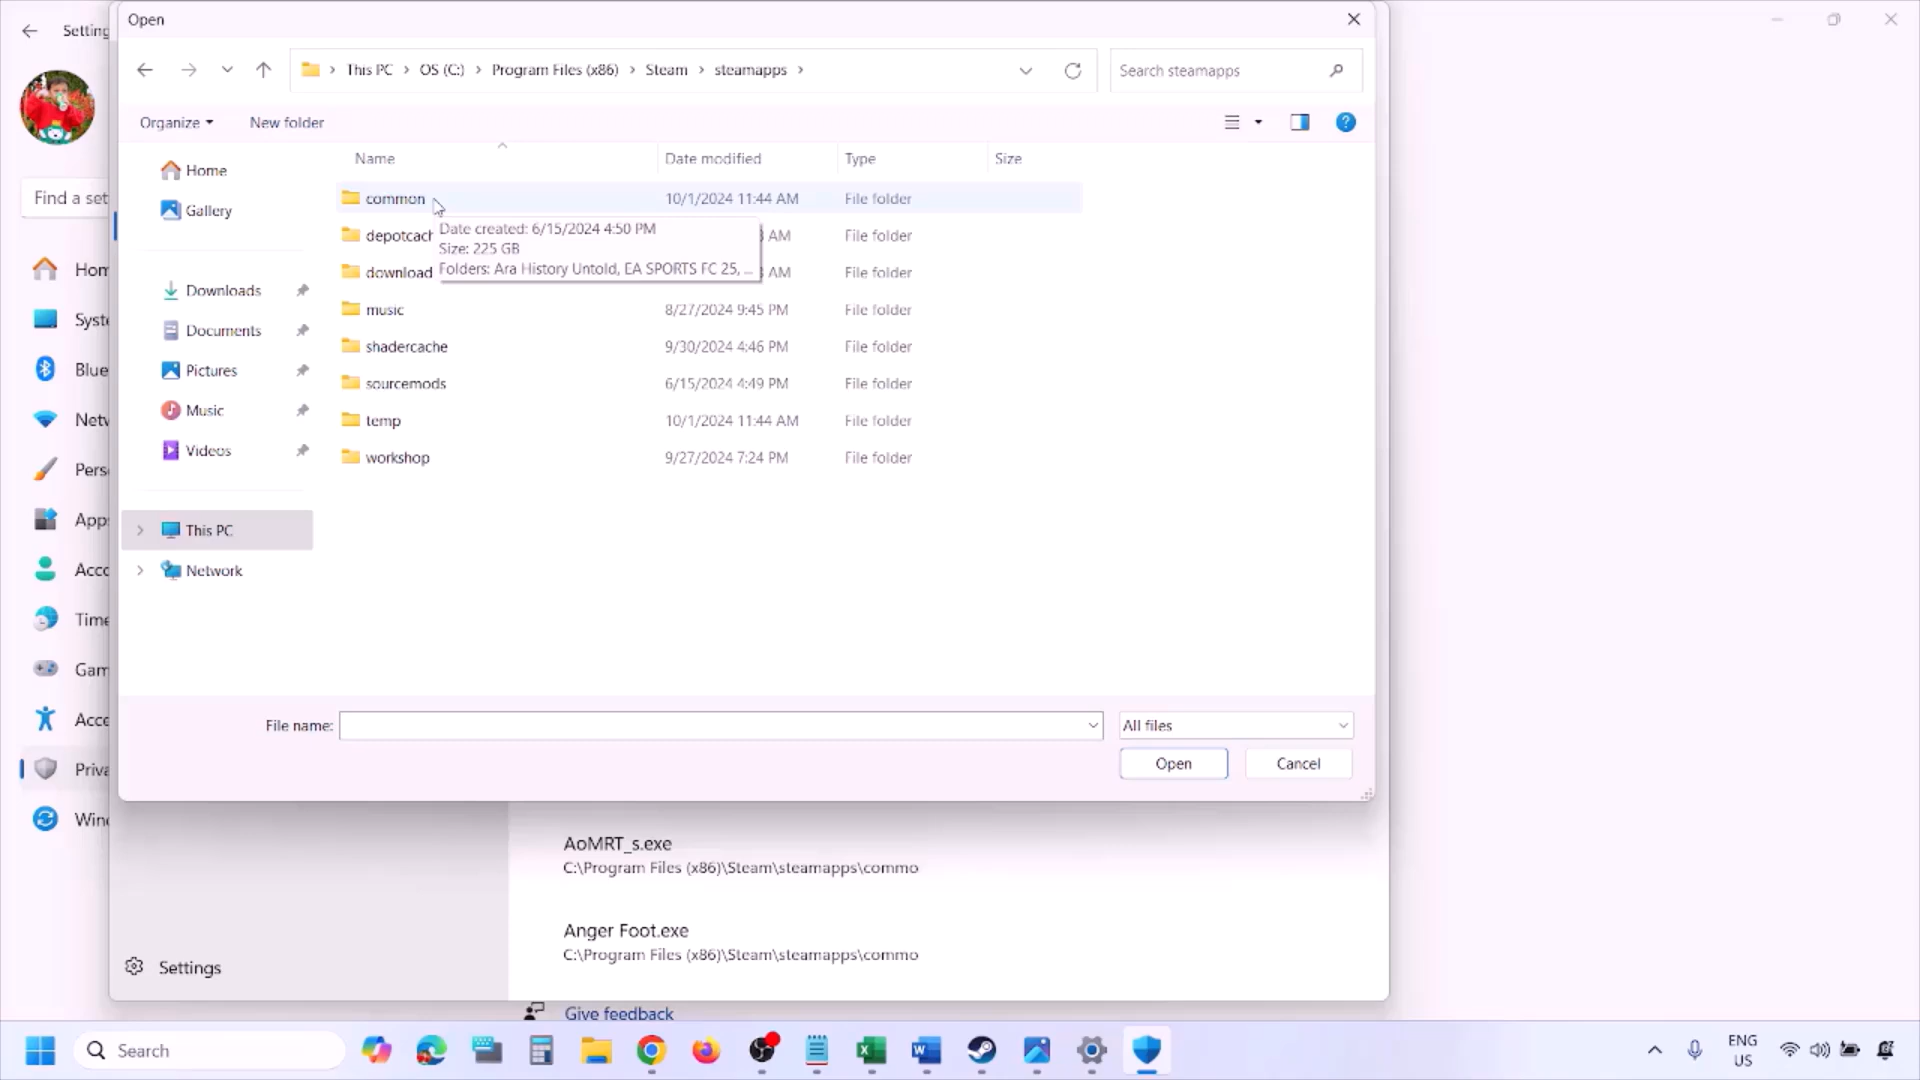 Open
Setting
This PC > OS (C:) > Program Files (x86) > Steam > steamapps >
Search steamapps
Organize
New folder
Name
Date modified
Type
Size
Home
Gallery
Downloads
Documents
Pictures
Music
Videos
This PC
Network
common 10/1/2024 11:44 AM File folder
depotcach AM File folder
download AM File folder
music 8/27/2024 9:45 PM File folder
shadercache 9/30/2024 4:46 PM File folder
sourcemods 6/15/2024 4:49 PM File folder
temp 10/1/2024 11:44 AM File folder
workshop 9/27/2024 7:24 PM File folder
Date created: 6/15/2024 4:50 PM
Size: 225 GB
Folders: Ara History Untold, EA SPORTS FC 25, ...
File name:
All files
Open
Cancel
Find a set
Hom
Syste
Blue
Netw
Perso
Apps
Acco
Time
Gam
Acce
Priva
Wind
AoMRT_s.exe
C:\Program Files (x86)\Steam\steamapps\commo
Anger Foot.exe
C:\Program Files (x86)\Steam\steamapps\commo
Settings
Give feedback
Search
ENG
US